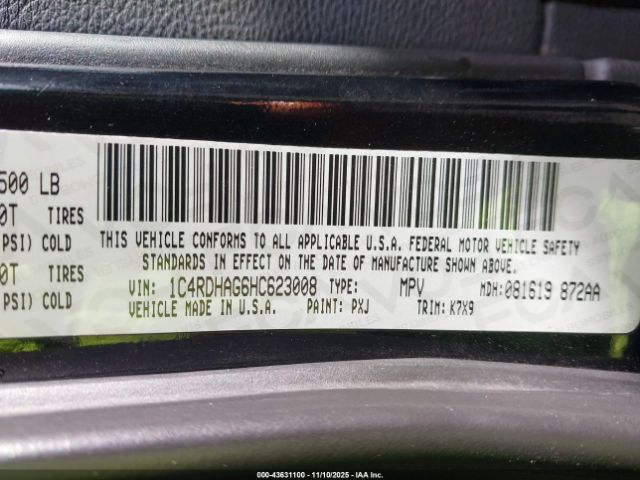 500 LB
0T TIRES
PSI) COLD
0T TIRES
PSI) COLD
THIS VEHICLE CONFORMS TO ALL APPLICABLE U.S.A. FEDERAL MOTOR VEHICLE SAFETY
STANDARDS IN EFFECT ON THE DATE OF MANUFACTURE SHOWN ABOVE.
VIN: 1C4RDHAG6HC623008 TYPE: MPV MDH: 081619 872AA
VEHICLE MADE IN U.S.A. PAINT: PXJ TRIM: K7X9
000-43631100 - 11/10/2025 - IAA Inc.